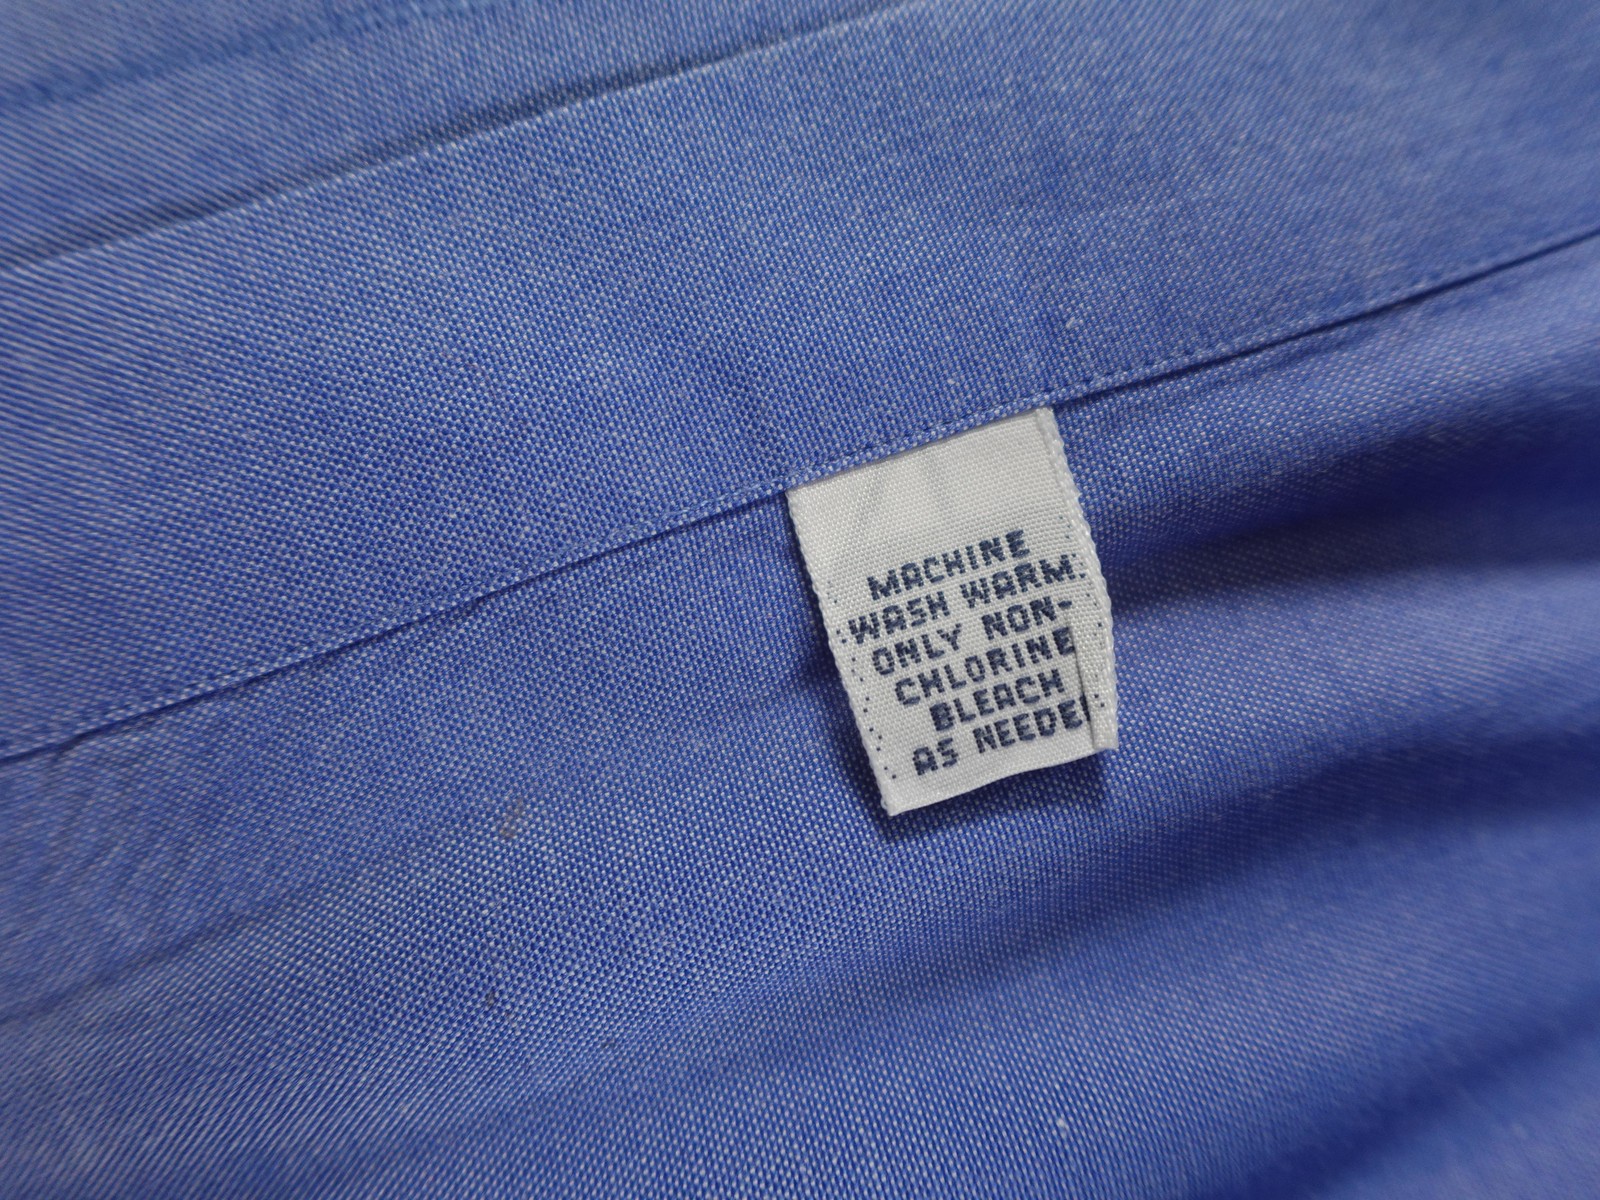 MACHINE
WASH WARM.
ONLY NON-
CHLORINE
BLEACH
AS NEEDE